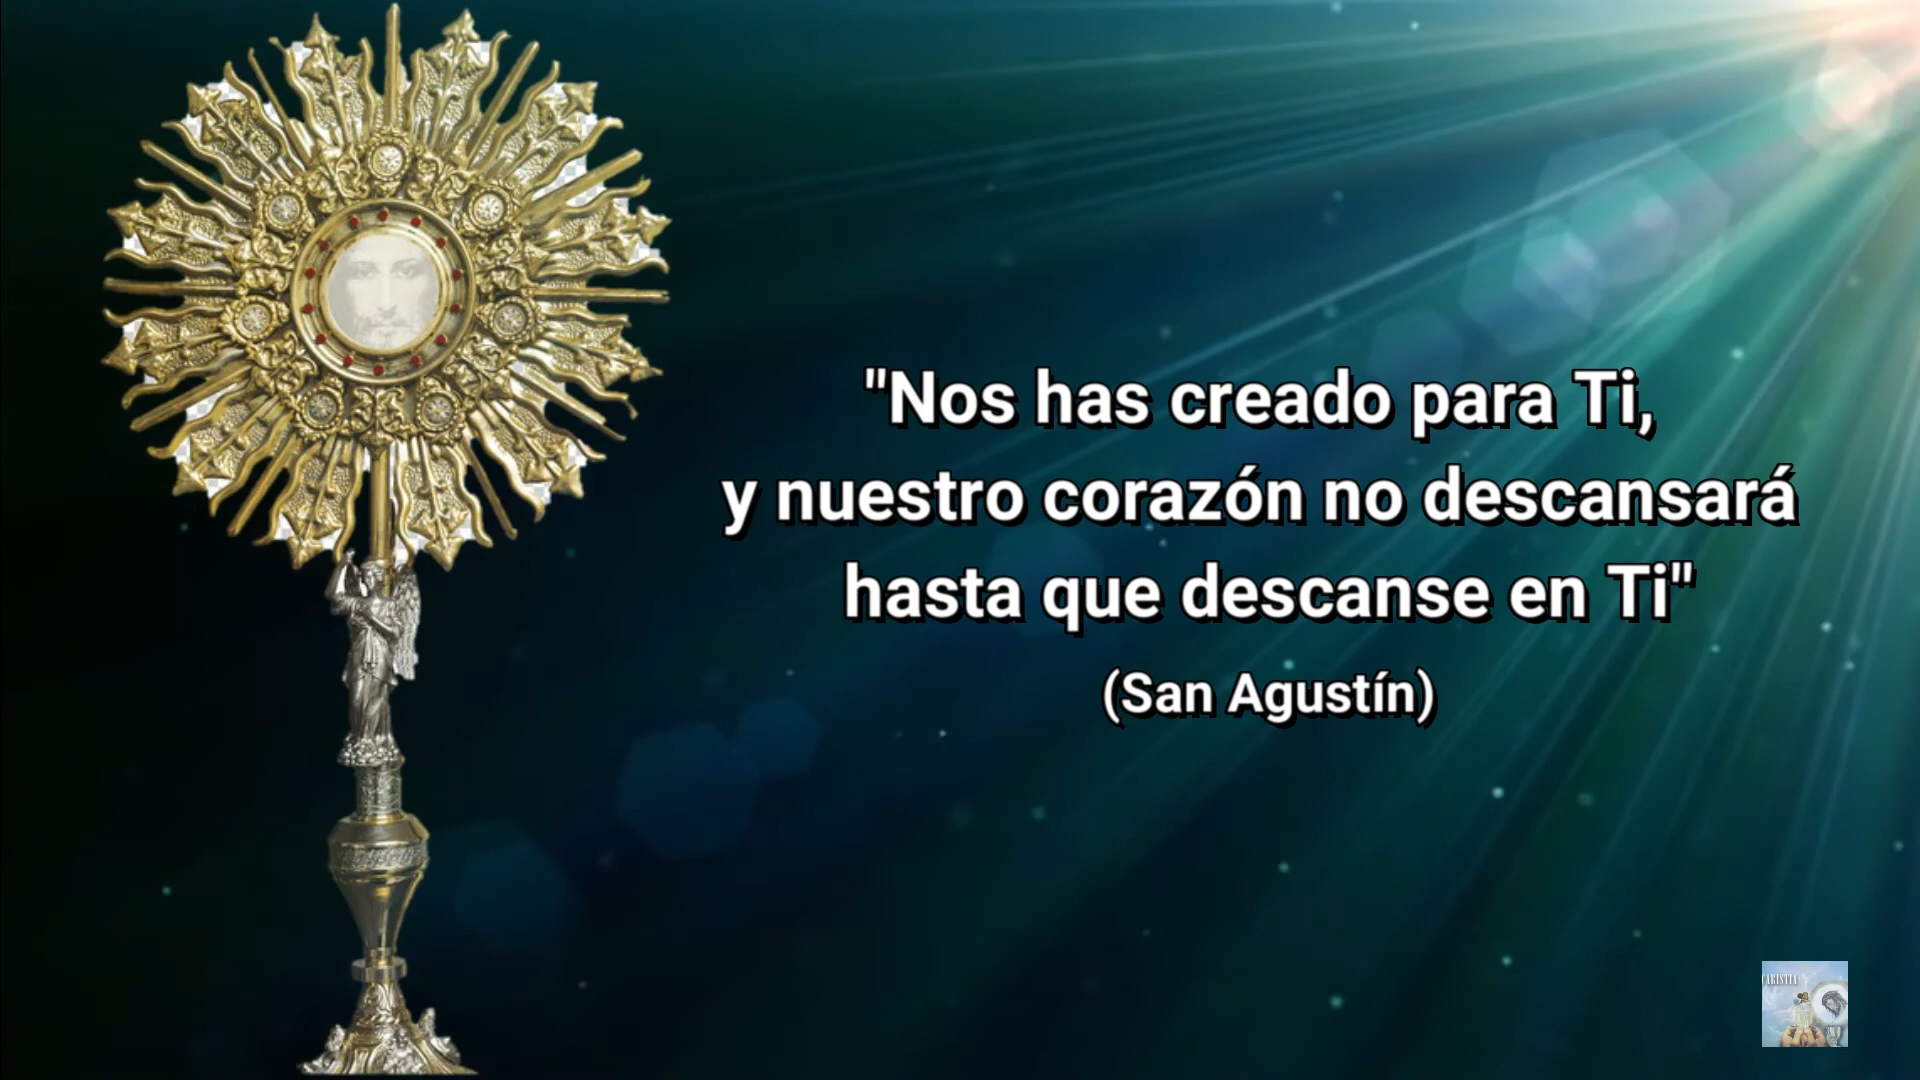 "Nos has creado para Ti,
y nuestro corazón no descansará
hasta que descanse en Ti"
(San Agustín)